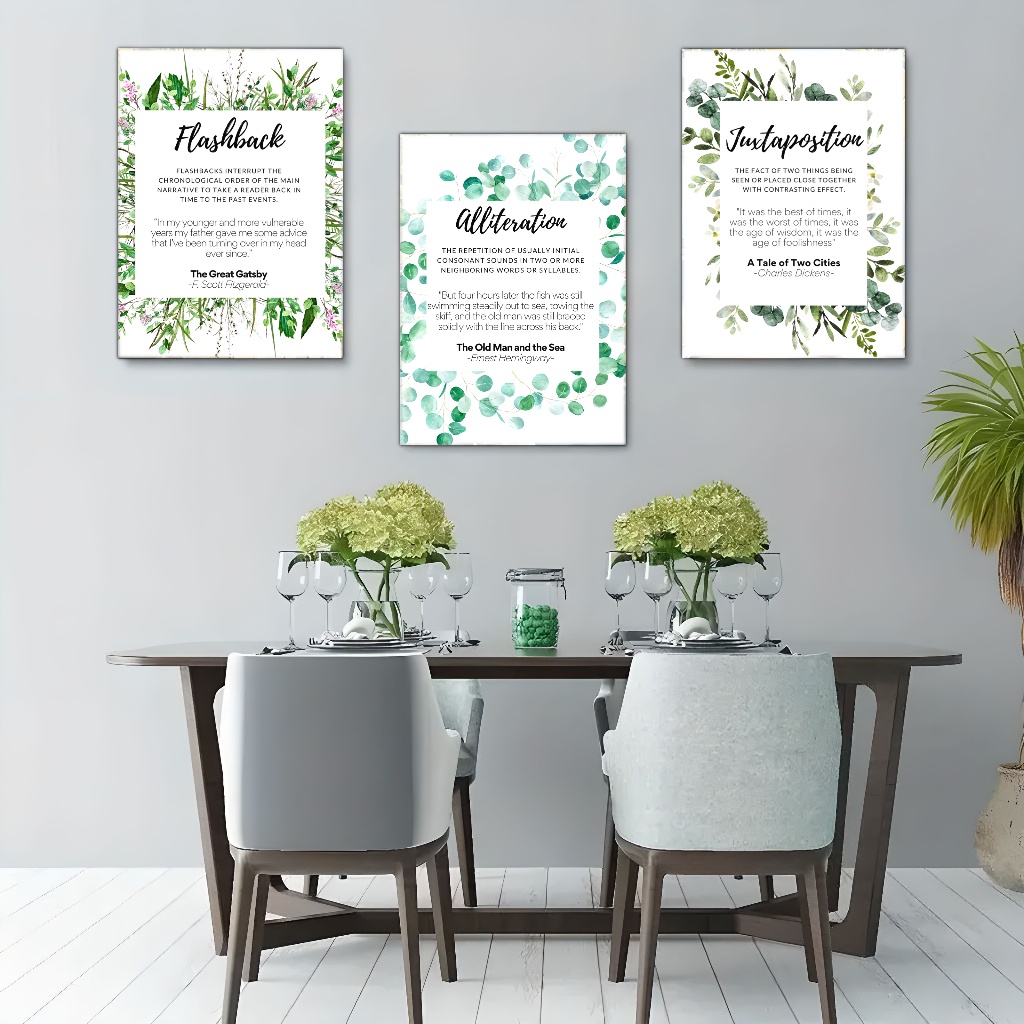 Flashback
FLASHBACKS INTERRUPT THE
CHRONOLOGICAL ORDER OF THE MAIN
NARRATIVE TO TAKE A READER BACK IN
TIME TO THE PAST EVENTS.
"In my younger and more vulnerable
years my father gave me some advice
that I've been turning over in my head
ever since."
The Great Gatsby
-F. Scott Fitzgerald-
Alliteration
THE REPETITION OF USUALLY INITIAL
CONSONANT SOUNDS IN TWO OR MORE
NEIGHBORING WORDS OR SYLLABLES.
"But four hours later the fish was still
swimming steadily out to sea, towing the
skiff, and the old man was still braced
solidly with the line across his back."
The Old Man and the Sea
-Ernest Hemingway-
Juxtaposition
THE FACT OF TWO THINGS BEING
SEEN OR PLACED CLOSE TOGETHER
WITH CONTRASTING EFFECT.
"It was the best of times, it
was the worst of times, it was
the age of wisdom, it was the
age of foolishness"
A Tale of Two Cities
-Charles Dickens-